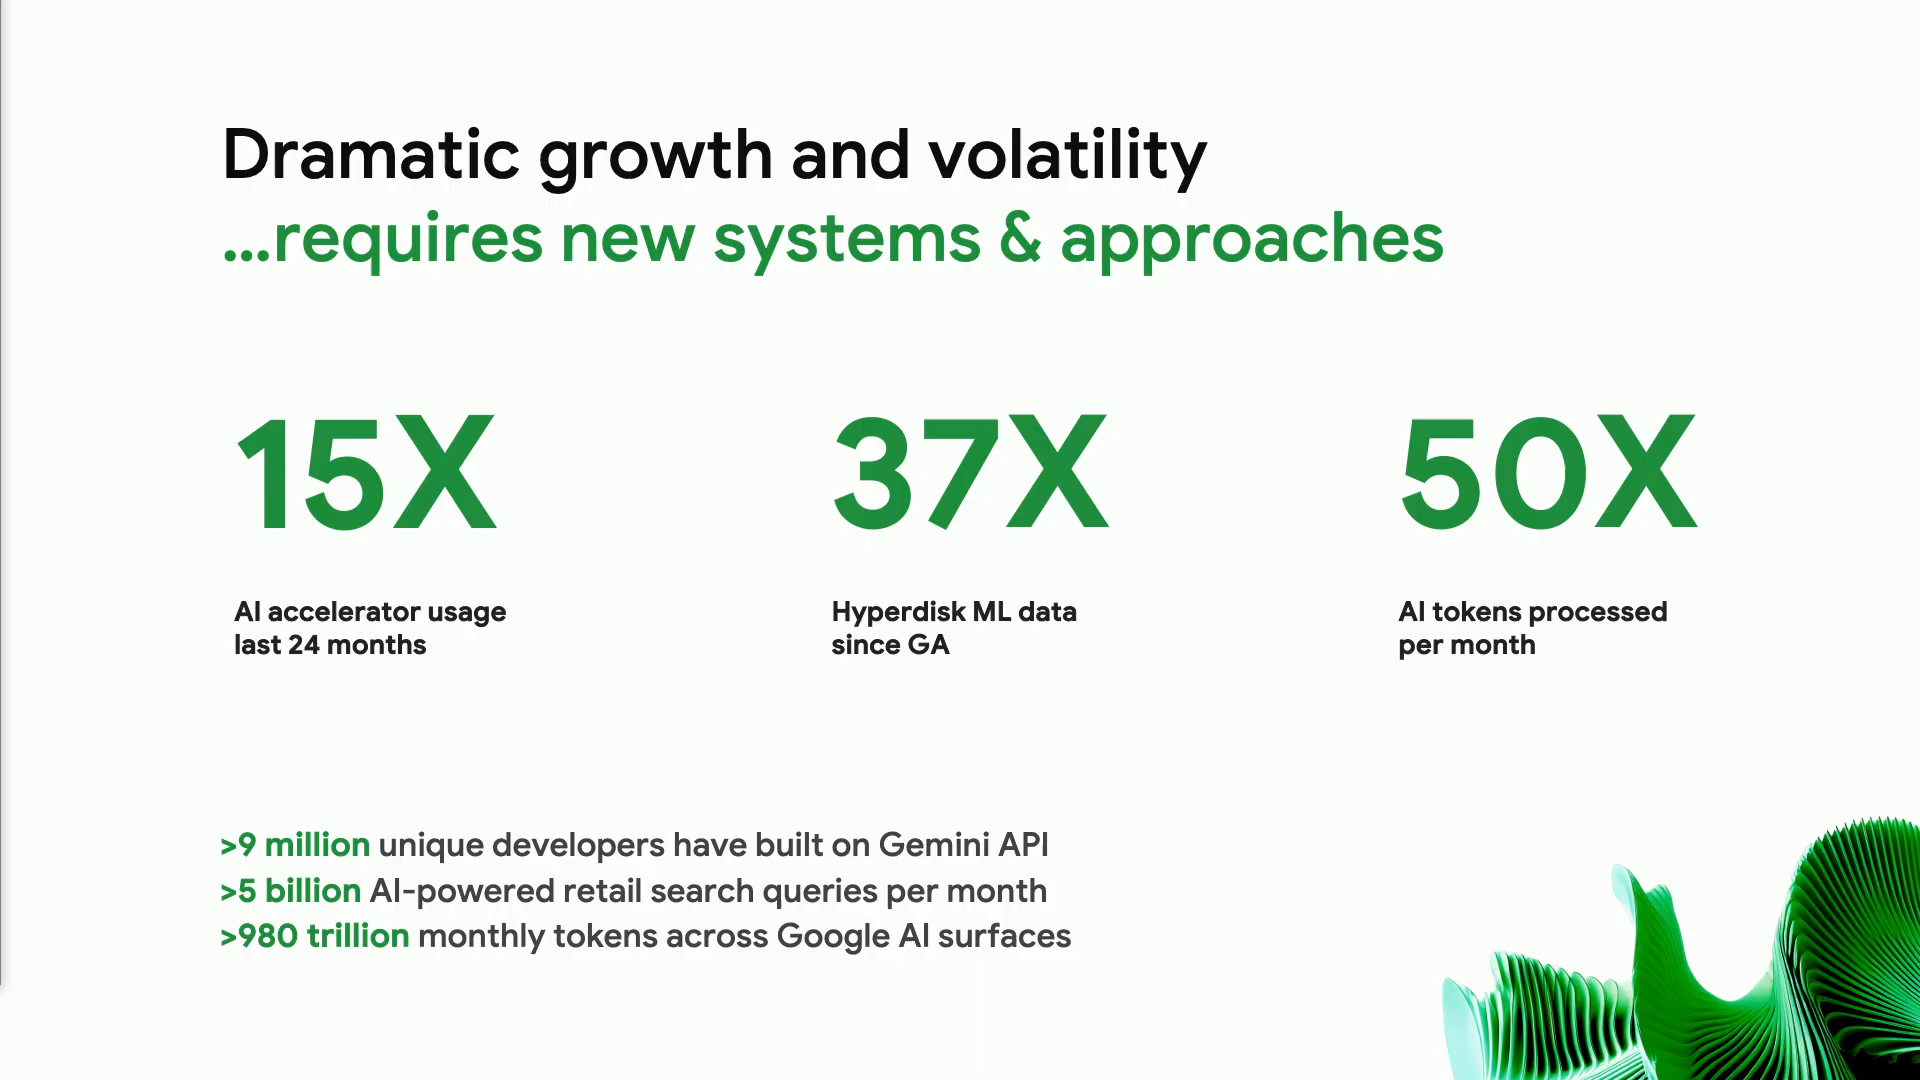 Dramatic growth and volatility
...requires new systems & approaches
15X
AI accelerator usage
last 24 months
37X
Hyperdisk ML data
since GA
50X
AI tokens processed
per month
>9 million unique developers have built on Gemini API
>5 billion AI-powered retail search queries per month
>980 trillion monthly tokens across Google AI surfaces